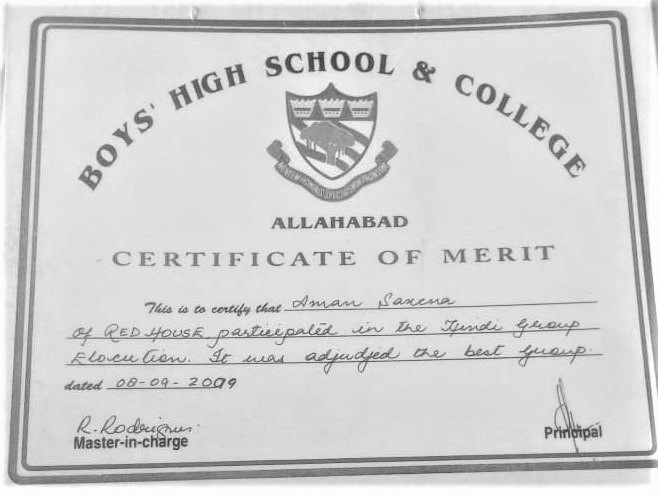 BOYS' HIGH SCHOOL & COLLEGE
ALLAHABAD
CERTIFICATE OF MERIT
This is to certify that Aman Saxena
of RED HOUSE participated in the Hindi Group
Elocution. It was adjudjed the best group.
dated 08-09-2009
R. Rodrigues.
Master-in-charge
Principal